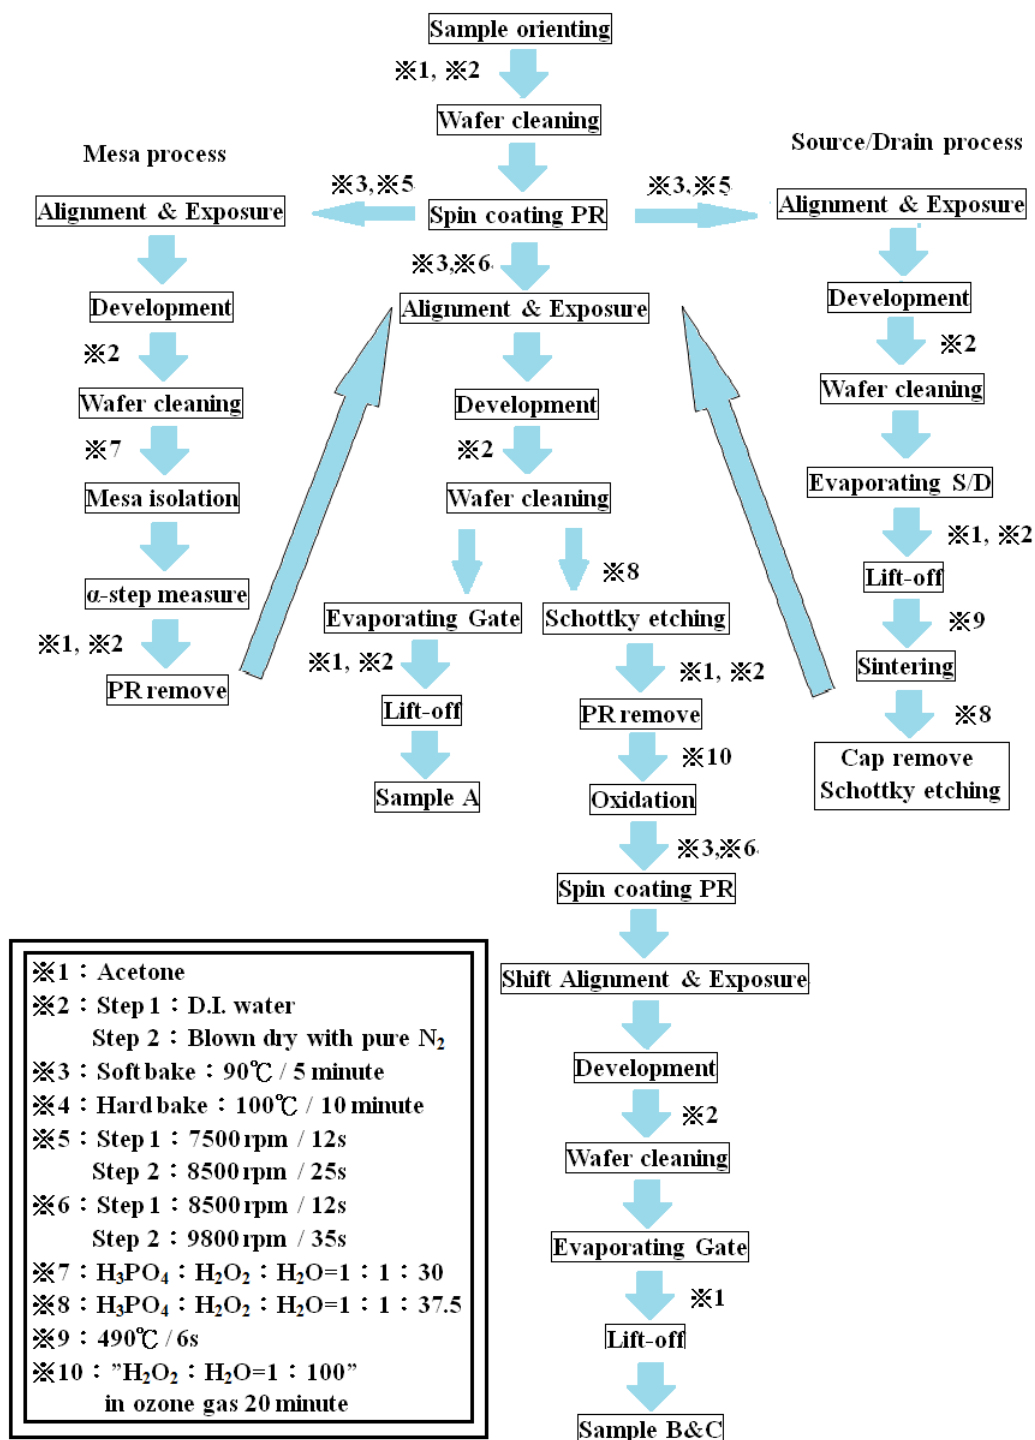 Sample orienting
※1, ※2
Wafer cleaning
Mesa process
Source/Drain process
※3,※5
※3,※5
Alignment & Exposure
Spin coating PR
Alignment & Exposure
※3,※6
Development
Alignment & Exposure
Development
※2
※2
Wafer cleaning
Development
Wafer cleaning
※7
※2
Mesa isolation
Wafer cleaning
Evaporating S/D
※1, ※2
※8
Lift-off
α-step measure
Evaporating Gate
Schottky etching
※9
※1, ※2
※1, ※2
※1, ※2
Sintering
PR remove
Lift-off
PR remove
※8
※10
Cap remove
Schottky etching
Sample A
Oxidation
※3,※6
Spin coating PR
Shift Alignment & Exposure
Development
※2
Wafer cleaning
Evaporating Gate
※1
Lift-off
Sample B&C
※1：Acetone
※2：Step 1：D.I. water
Step 2：Blown dry with pure N₂
※3：Soft bake：90℃ / 5 minute
※4：Hard bake：100℃ / 10 minute
※5：Step 1：7500 rpm / 12s
Step 2：8500 rpm / 25s
※6：Step 1：8500 rpm / 12s
Step 2：9800 rpm / 35s
※7：H₃PO₄：H₂O₂：H₂O=1：1：30
※8：H₃PO₄：H₂O₂：H₂O=1：1：37.5
※9：490℃ / 6s
※10：”H₂O₂：H₂O=1：100”
in ozone gas 20 minute